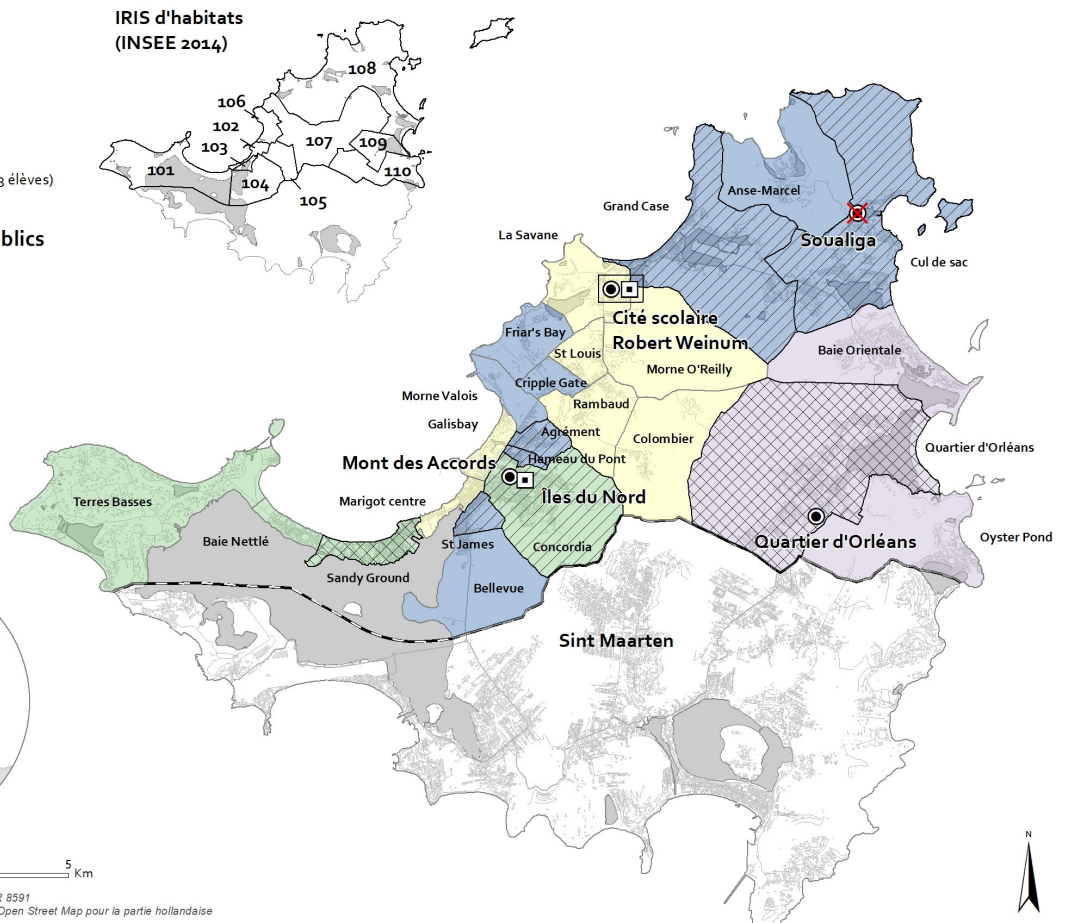 IRIS d'habitats
(INSEE 2014)
108
106
102
107
109
103
101
110
104
105
élèves)
blics
Anse-Marcel
Grand Case
La Savane
Soualiga
Cul de sac
Cité scolaire
Robert Weinum
Friar's Bay
Baie Orientale
St Louis
Morne O'Reilly
Cripple Gate
Morne Valois
Rambaud
Galisbay
Agrément
Colombier
Quartier d'Orléans
Hameau du Pont
Mont des Accords
Îles du Nord
Marigot centre
Terres Basses
Baie Nettlé
St James
Concordia
Quartier d'Orléans
Oyster Pond
Sandy Ground
Bellevue
Sint Maarten
N
5
Km
8591
Open Street Map pour la partie hollandaise